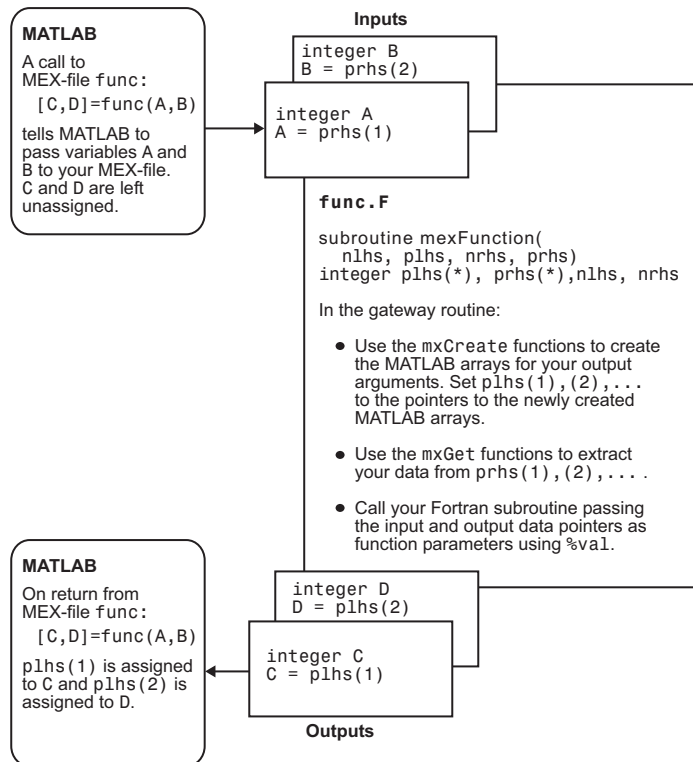 MATLAB
A call to
MEX-file func:
[C,D]=func(A,B)
tells MATLAB to
pass variables A and
B to your MEX-file.
C and D are left
unassigned.
Inputs
integer B
B = prhs(2)
integer A
A = prhs(1)
func.F
subroutine mexFunction(
nlhs, plhs, nrhs, prhs)
integer plhs(*), prhs(*),nlhs, nrhs
In the gateway routine:
● Use the mxCreate functions to create
the MATLAB arrays for your output
arguments. Set plhs(1),(2),...
to the pointers to the newly created
MATLAB arrays.
● Use the mxGet functions to extract
your data from prhs(1),(2),... .
● Call your Fortran subroutine passing
the input and output data pointers as
function parameters using %val.
MATLAB
On return from
MEX-file func:
[C,D]=func(A,B)
plhs(1) is assigned
to C and plhs(2) is
assigned to D.
integer D
D = plhs(2)
integer C
C = plhs(1)
Outputs